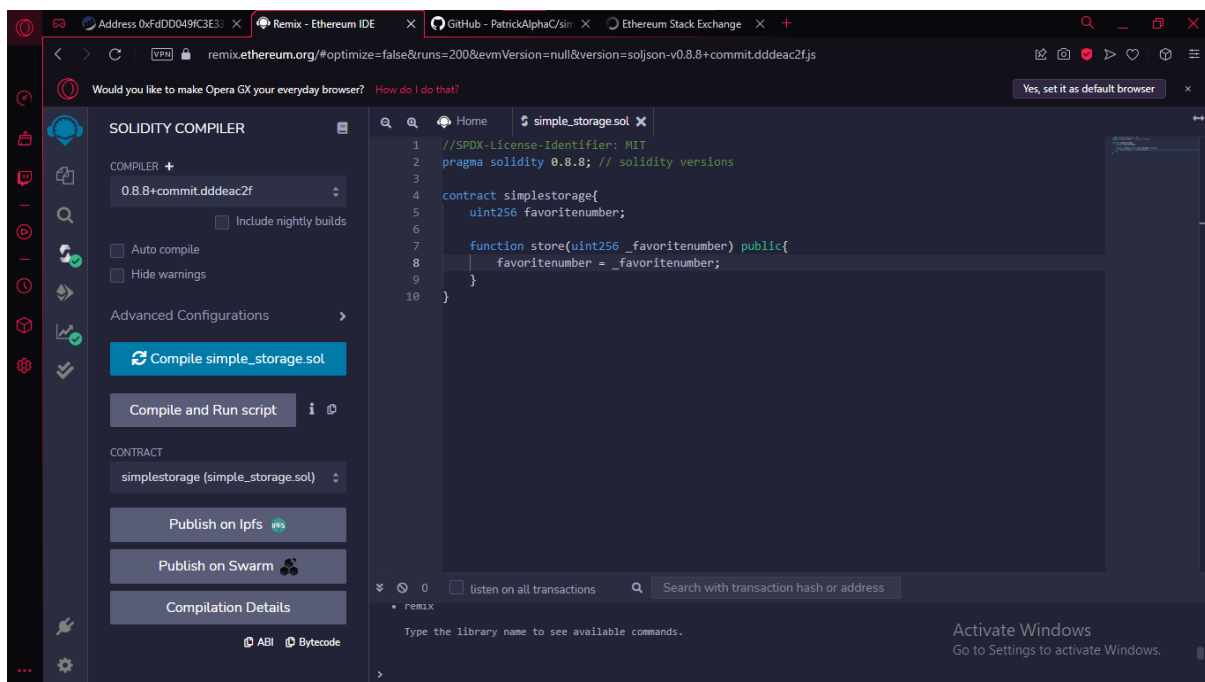 Address 0xFdDD049fC3E33
Remix - Ethereum IDE
GitHub - PatrickAlphaC/sim
Ethereum Stack Exchange
VPN
remix.ethereum.org/#optimize=false&runs=200&evmVersion=null&version=soljson-v0.8.8+commit.dddeac2f.js
Would you like to make Opera GX your everyday browser? How do I do that?
Yes, set it as default browser
SOLIDITY COMPILER
COMPILER +
0.8.8+commit.dddeac2f
Include nightly builds
Auto compile
Hide warnings
Advanced Configurations
Compile simple_storage.sol
Compile and Run script
i
CONTRACT
simplestorage (simple_storage.sol)
Publish on Ipfs IPFS
Publish on Swarm
Compilation Details
ABI Bytecode
Home
simple_storage.sol
1 //SPDX-License-Identifier: MIT
2 pragma solidity 0.8.8; // solidity versions
3
4 contract simplestorage{
5 uint256 favoritenumber;
6
7 function store(uint256 _favoritenumber) public{
8 favoritenumber = _favoritenumber;
9 }
10 }
0 listen on all transactions
Search with transaction hash or address
• remix
Type the library name to see available commands.
>
Activate Windows
Go to Settings to activate Windows.